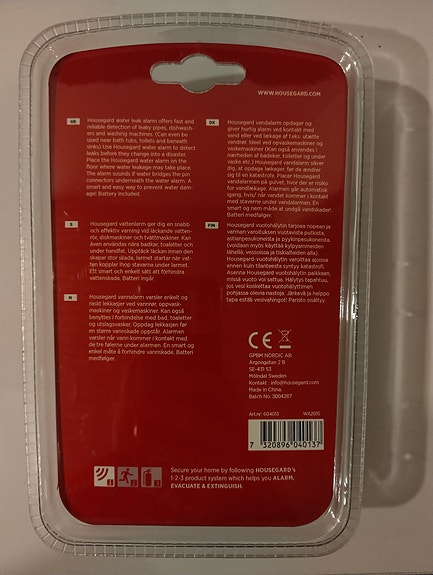 WWW.HOUSEGARD.COM
GB
Housegard water leak alarm offers fast and
reliable detection of leaky pipes, dishwash-
ers and washing machines. (Can even be
used near bath tubs, toilets and beneath
sinks) Use Housegard water alarm to detect
leaks before they change into a disaster.
Place the Housegard water alarm on the
floor where water leakage may take place.
The alarm sounds if water bridges the pin
connectors underneath the water alarm. A
smart and easy way to prevent water dam-
age! Battery included.
S
Housegard vattenlarm ger dig en snabb
och effektiv varning vid läckande vatten-
rör, diskmaskiner och tvättmaskiner. Kan
även användas nära badkar, toaletter och
under handfat. Upptäck läckan innan den
skapar stor skada, larmet startar när vat-
ten kopplar ihop stavarna under larmet
Ett smart och enkelt sätt att förhindra
vattenskada. Batteri ingår.
N
Housegard vannalarm varsler enkelt og
raskt lekkasjer ved vannrør, oppvask-
maskiner og vaskemaskiner. Kan også
benyttes i forbindelse med bad, toaletter
og utslagsvasker. Oppdag lekkasjen før
en større vannskade oppstår. Alarmen
varsler når vann kommer i kontakt med
de tre følerne under alarmen. En smart og
enkel måte å forhindre vannskade. Batteri
medfølger.
DK
Housegard vandalarm opdager og
giver hurtig alarm ved kontakt med
vand eller ved lækage af f.eks. utætte
vandrør. Ideel ved opvaskemaskiner og
vaskemaskiner (Kan også anvendes i
nærheden af badekar, toiletter og under
vaske etc.) Housegard vandalarm sikrer
dig, at opdage lækager, før de ændrer
sig til en katastrofe. Placér Housegard
vandalarmen på gulvet, hvor der er risiko
for vandlækage. Alarmen går automatisk
igang, hvis/ når vandet kommer i kontakt
med staverne under vandalarmen. En
smart og nem måde at undgå vandskader!
Batteri medfølger.
FIN
Housegard vuotohälytin tarjoaa nopean ja
varman varoituksen vuotavista putkista,
astianpesukoneista ja pyykinpesukoneista.
(voidaan myös käyttää kylpyammeiden
lähellä, vessoissa ja tiskialtaiden alla).
Housegard vuotohälytin varoittaa ajoissa
ennen kuin tilanteesta syntyy katastrofi.
Asenna Housegard vuotohälytin paikkaan,
missä vuoto voi olla vaarana. Hälytys tapahtuu,
jos vesi koskettaa vuotohälyttimen
pohjassa olevia nastoja. Järkevä ja helppo
tapa estää vesivahingot! Paristo sisältyy.
CE
GPBM NORDIC AB
Argongatan 2 B
SE-431 53
Mölndal Sweden
Kontakt : info@housegard.com
Made in China.
Batch No: 3004287
Art.nr: 604013 WA201S
7 320896 040137
1 2 3
Secure your home by following HOUSEGARD's
1-2-3 product system which helps you ALARM,
EVACUATE & EXTINGUISH.